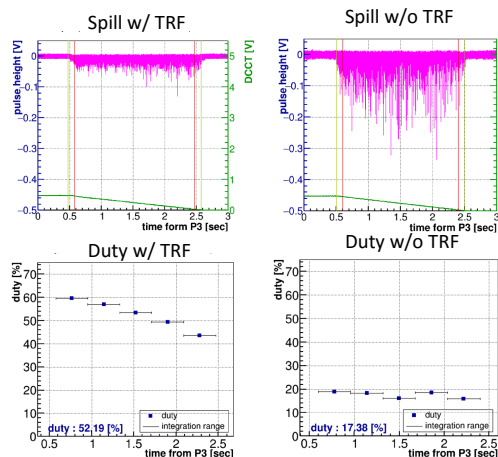 Spill w/ TRF
Spill w/o TRF
pulse height [V]
0
−0.1
−0.2
−0.3
−0.4
−0.5
0 0.5 1 1.5 2 2.5 3
time form P3 [sec]
DCCT [V]
5
4
3
2
1
0
pulse height [V]
0
−0.1
−0.2
−0.3
−0.4
−0.5
0 0.5 1 1.5 2 2.5 3
time form P3 [sec]
Duty w/ TRF
Duty w/o TRF
duty [%]
70
60
50
40
30
20
10
0
duty : 52.19 [%]
duty
integration range
0.5 1 1.5 2 2.5
time from P3 [sec]
duty [%]
70
60
50
40
30
20
10
0
duty : 17.38 [%]
duty
integration range
0.5 1 1.5 2 2.5
time from P3 [sec]